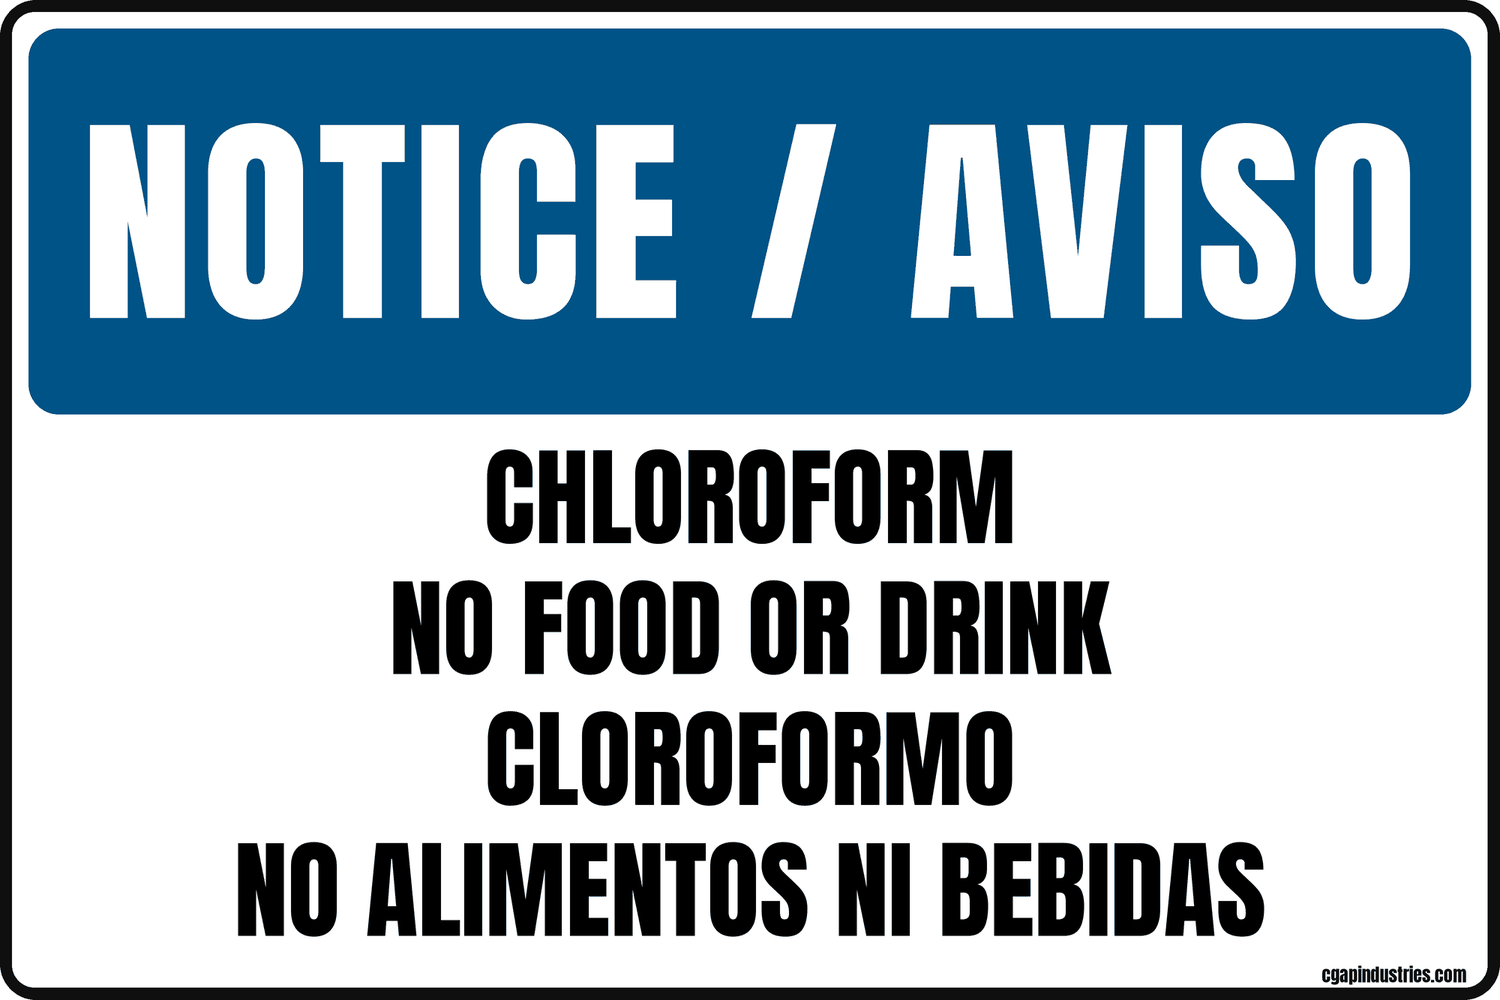 NOTICE / AVISO
CHLOROFORM
NO FOOD OR DRINK
CLOROFORMO
NO ALIMENTOS NI BEBIDAS
cgapindustries.com